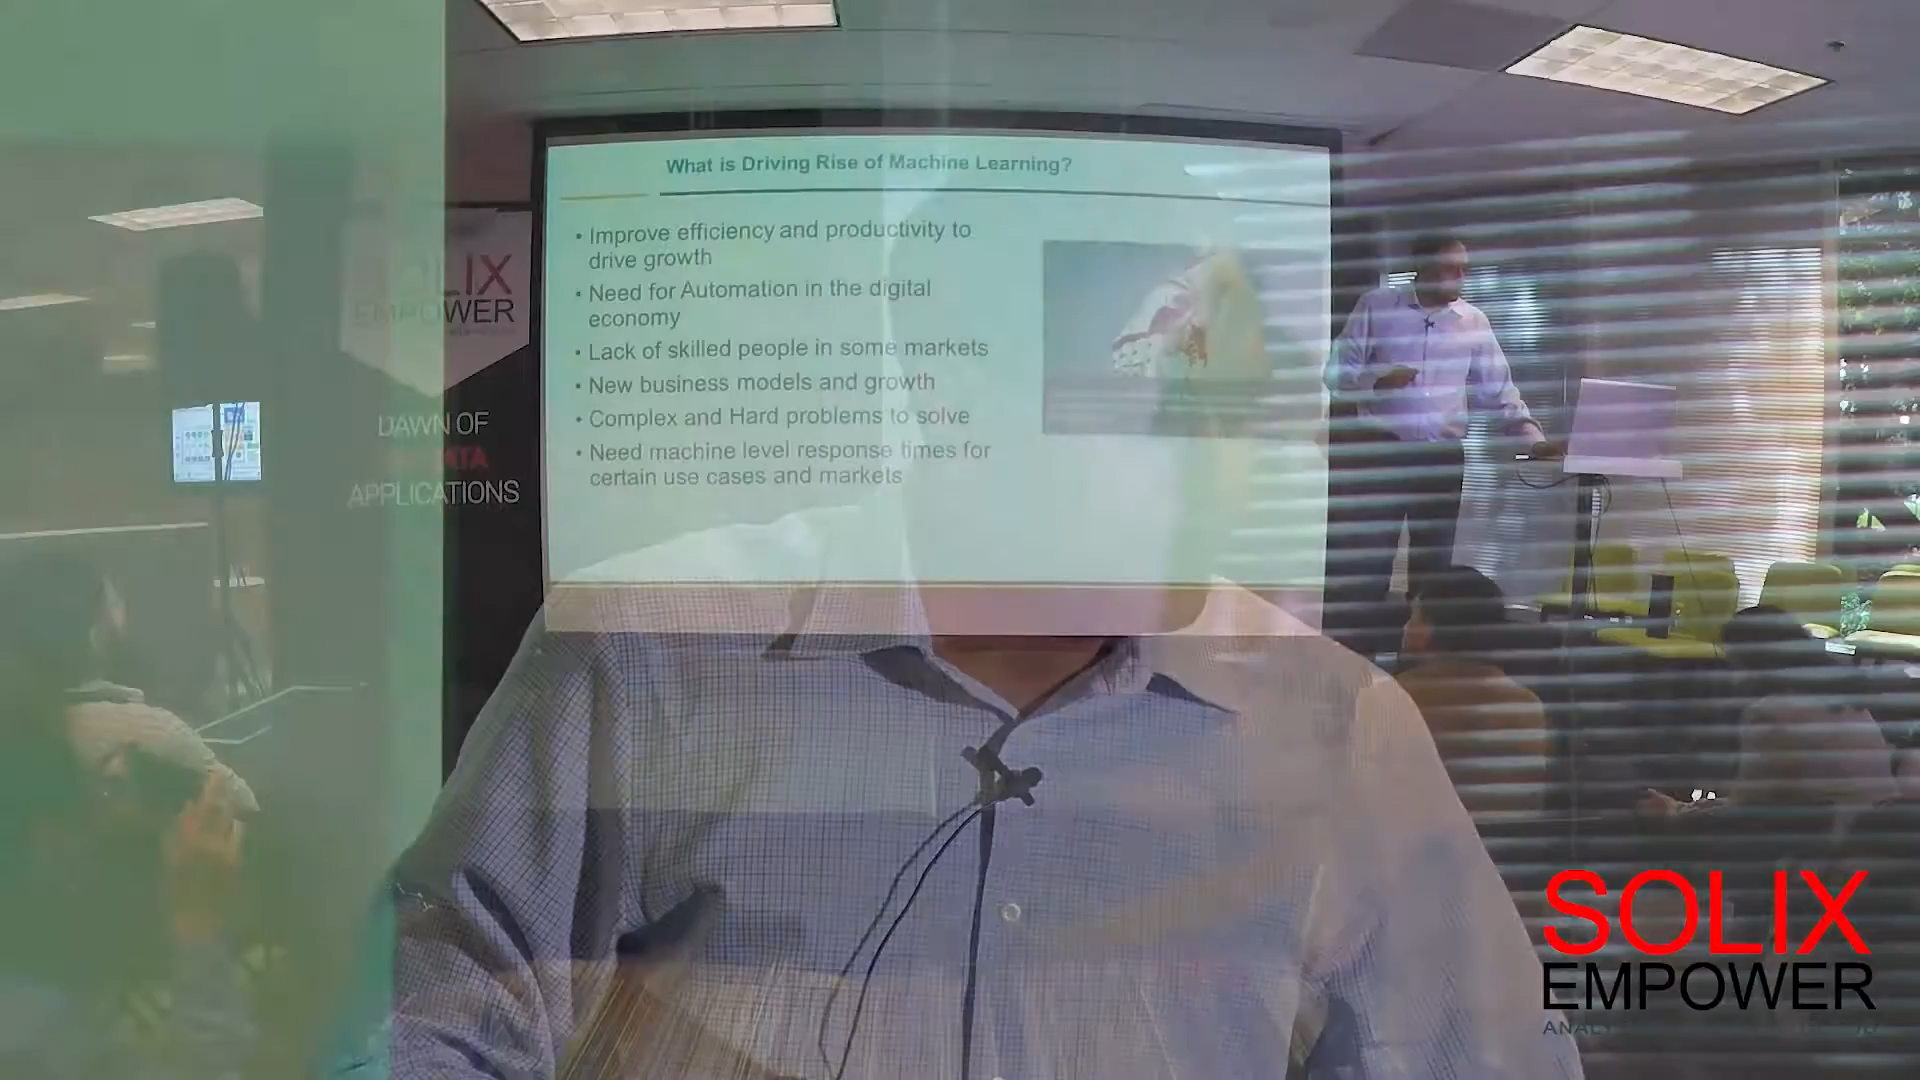 What is Driving Rise of Machine Learning?
• Improve efficiency and productivity to
drive growth
• Need for Automation in the digital
economy
• Lack of skilled people in some markets
• New business models and growth
• Complex and Hard problems to solve
• Need machine level response times for
certain use cases and markets
SOLIX
EMPOWER
DAWN OF
DATA
APPLICATIONS
SOLIX
EMPOWER